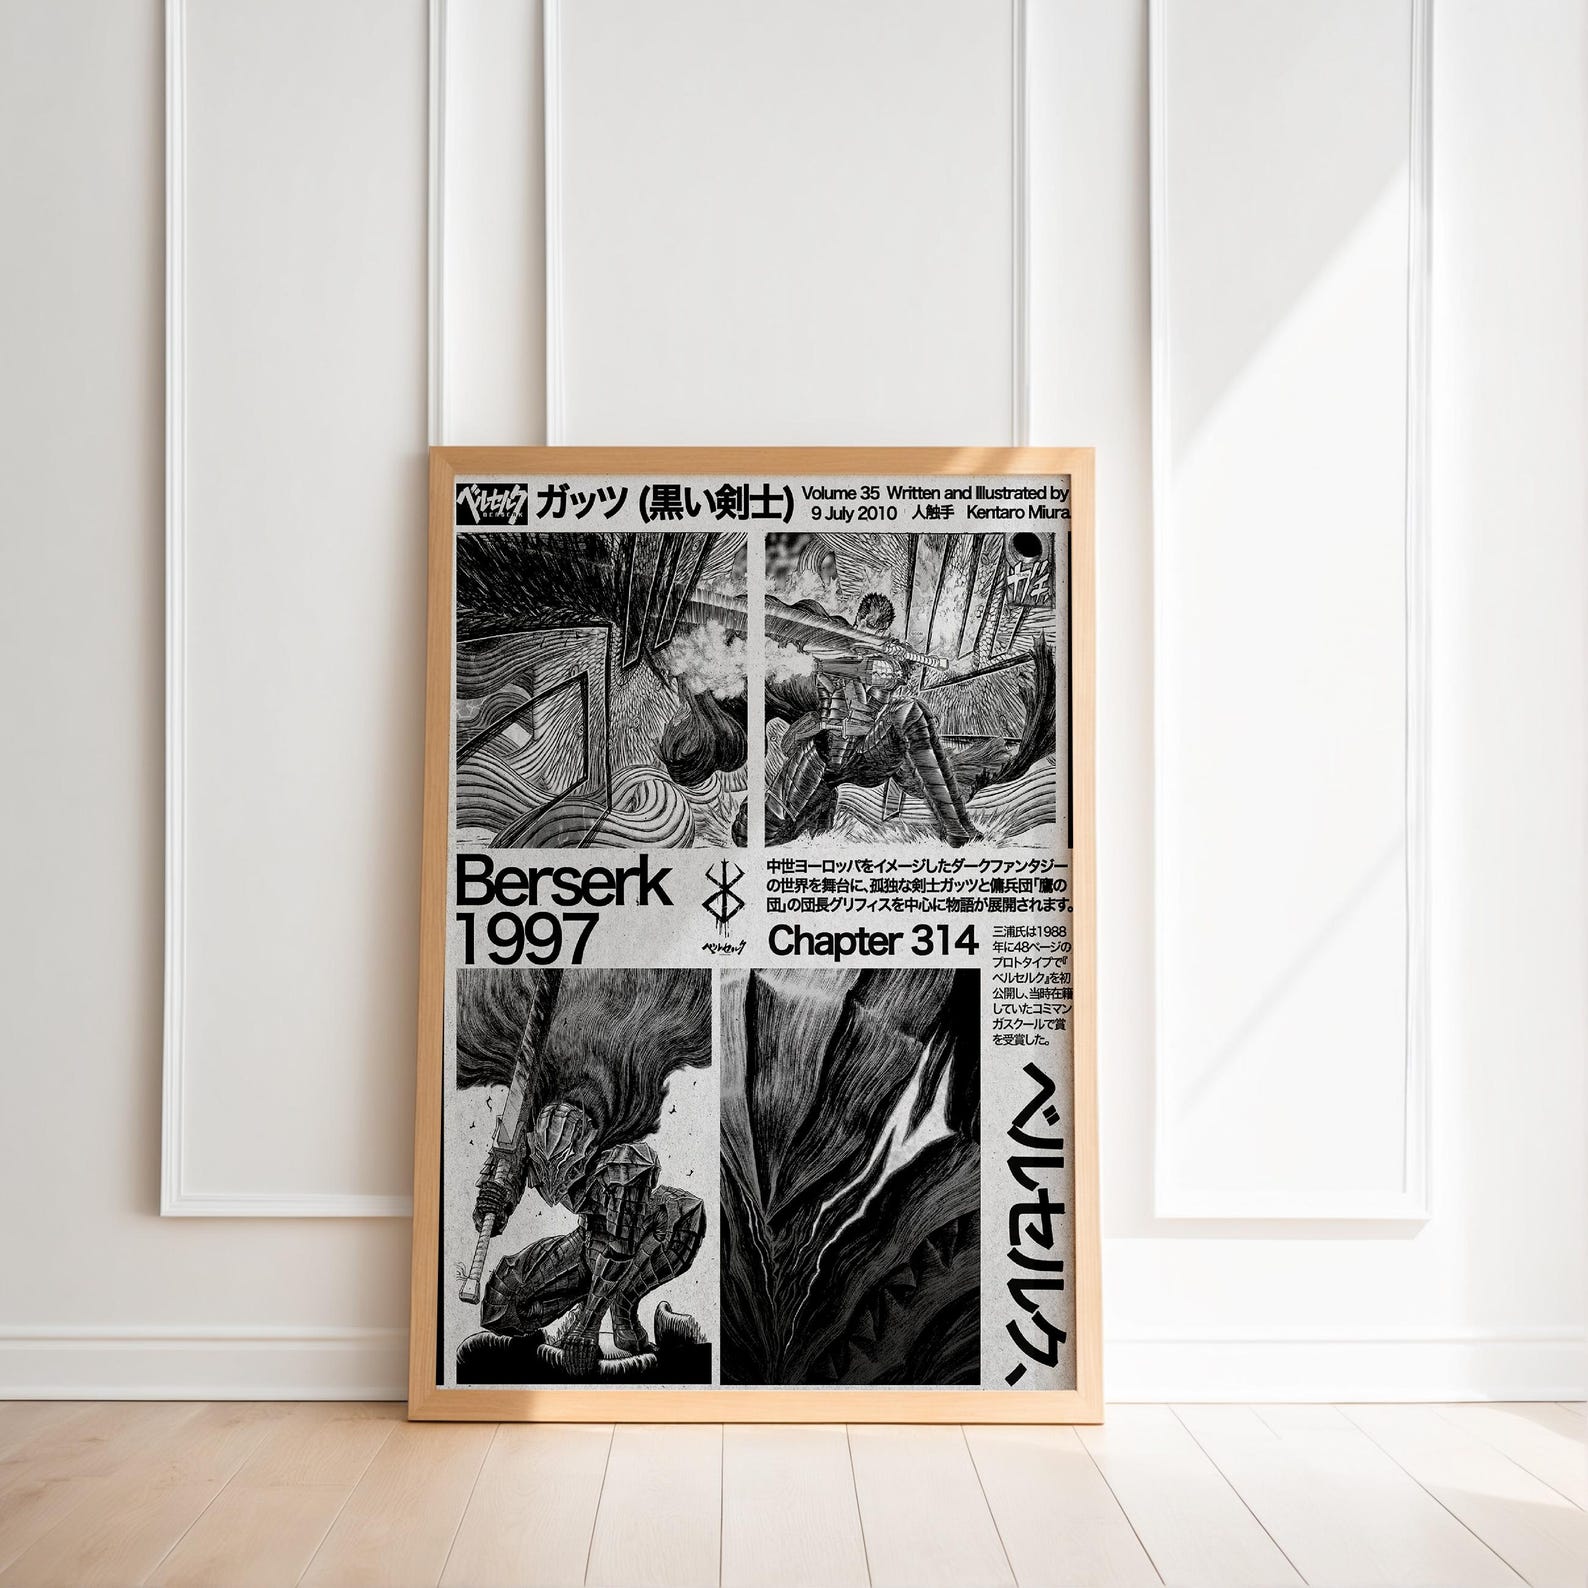 ベルセルク
BERSERK
ガッツ (黒い剣士)
Volume 35 Written and Illustrated by
9 July 2010 人触手 Kentaro Miura
ガキ
Berserk
1997
ベルセルク
中世ヨーロッパをイメージしたダークファンタジー
の世界を舞台に、孤独な剣士ガッツと傭兵団「鷹の
団」の団長グリフィスを中心に物語が展開されます。
Chapter 314
三浦氏は1988
年に48ページの
プロトタイプで『
ベルセルク』を初
公開し、当時在籍
していたコミマン
ガスクールで賞
を受賞した。
ベルセルク、